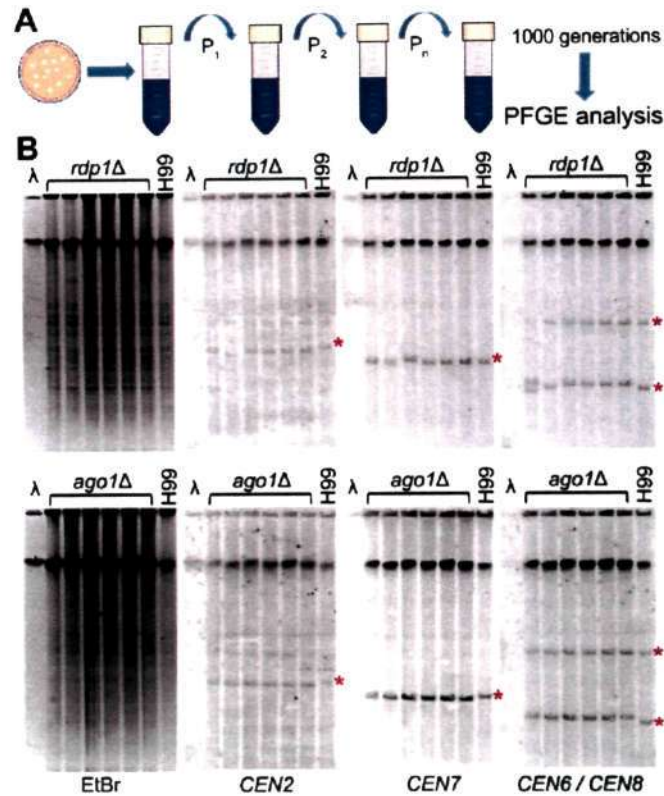 A
P1
P2
Pn
1000 generations
PFGE analysis
B
λ rdp1Δ H99 rdp1Δ H99 λ rdp1Δ H99 rdp1Δ H99
*
*
*
*
λ ago1Δ H99 λ ago1Δ H99 λ ago1Δ H99 λ ago1Δ H99
*
*
*
*
EtBr CEN2 CEN7 CEN6 / CEN8